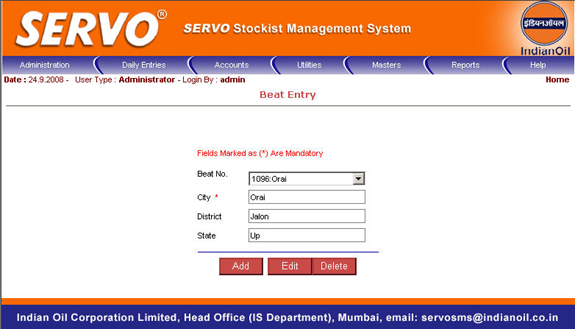 SERVO® SERVO Stockist Management System इंडियनऑयल
IndianOil
Administration Daily Entries Accounts Utilities Masters Reports Help
Date : 24.9.2008 - User Type : Administrator - Login By : admin Home
Beat Entry
Fields Marked as (*) Are Mandatory
Beat No. 1096:Orai
City * Orai
District Jalon
State Up
Add Edit Delete
Indian Oil Corporation Limited, Head Office (IS Department), Mumbai, email: servosms@indianoil.co.in